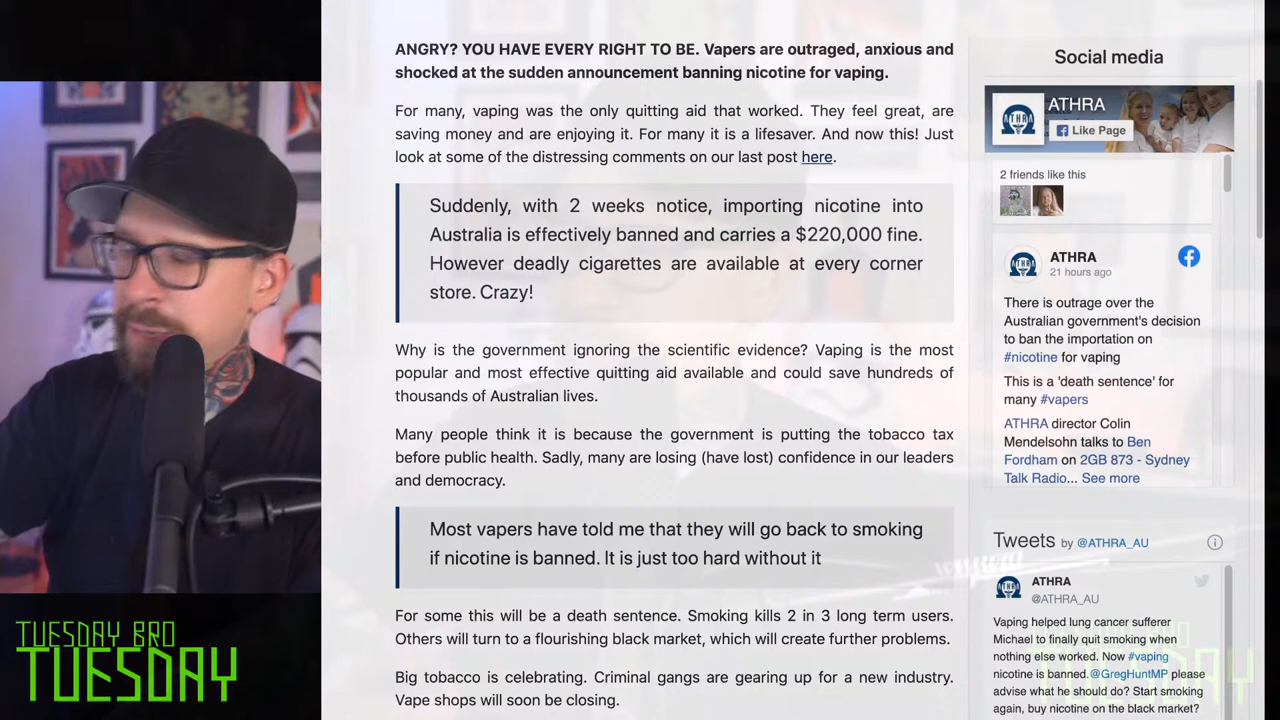 ANGRY? YOU HAVE EVERY RIGHT TO BE. Vapers are outraged, anxious and
shocked at the sudden announcement banning nicotine for vaping.
For many, vaping was the only quitting aid that worked. They feel great, are
saving money and are enjoying it. For many it is a lifesaver. And now this! Just
look at some of the distressing comments on our last post here.
Suddenly, with 2 weeks notice, importing nicotine into
Australia is effectively banned and carries a $220,000 fine.
However deadly cigarettes are available at every corner
store. Crazy!
Why is the government ignoring the scientific evidence? Vaping is the most
popular and most effective quitting aid available and could save hundreds of
thousands of Australian lives.
Many people think it is because the government is putting the tobacco tax
before public health. Sadly, many are losing (have lost) confidence in our leaders
and democracy.
Most vapers have told me that they will go back to smoking
if nicotine is banned. It is just too hard without it
For some this will be a death sentence. Smoking kills 2 in 3 long term users.
Others will turn to a flourishing black market, which will create further problems.
Big tobacco is celebrating. Criminal gangs are gearing up for a new industry.
Vape shops will soon be closing.
Social media
ATHRA
ATHRA
Like Page
2 friends like this
ATHRA
ATHRA
21 hours ago
There is outrage over the
Australian government's decision
to ban the importation on
#nicotine for vaping
This is a 'death sentence' for
many #vapers
ATHRA director Colin
Mendelsohn talks to Ben
Fordham on 2GB 873 - Sydney
Talk Radio... See more
Tweets by @ATHRA_AU
ATHRA
@ATHRA_AU
Vaping helped lung cancer sufferer
Michael to finally quit smoking when
nothing else worked. Now #vaping
nicotine is banned.@GregHuntMP please
advise what he should do? Start smoking
again, buy nicotine on the black market?
TUESDAY BRO
TUESDAY